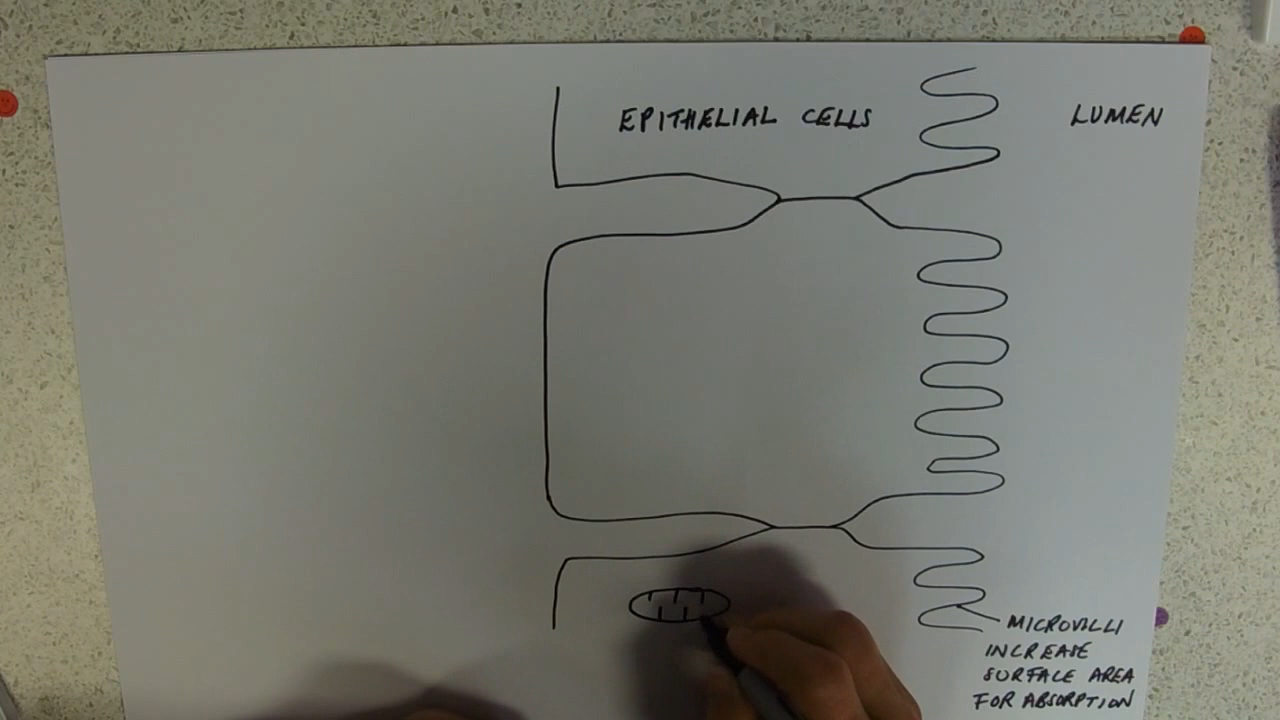 EPITHELIAL CELLS
LUMEN
MICROVILLI
INCREASE
SURFACE AREA
FOR ABSORPTION